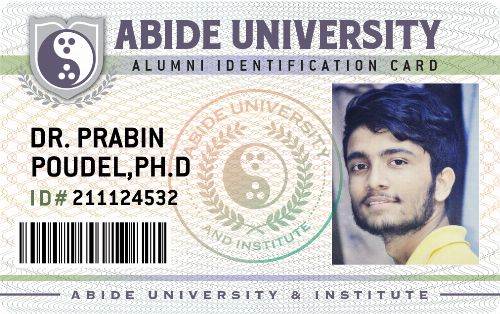 ABIDE UNIVERSITY
ALUMNI IDENTIFICATION CARD
DR. PRABIN
POUDEL,PH.D
ID# 211124532
ABIDE UNIVERSITY
AND INSTITUTE
ABIDE UNIVERSITY & INSTITUTE